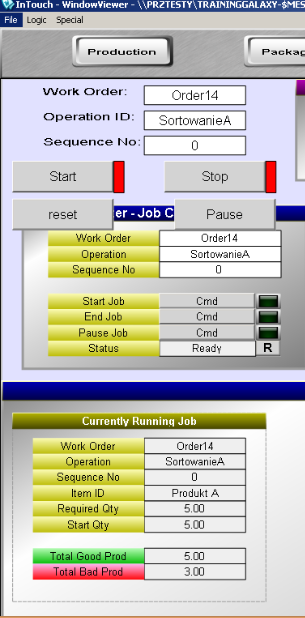 InTouch - WindowViewer - \\PRZTESTY\TRAININGGALAXY-$MES
File Logic Special
Production Packag
Work Order: Order14
Operation ID: SortowanieA
Sequence No: 0
Start Stop
reset er - Job C Pause
Work Order Order14
Operation SortowanieA
Sequence No 0
Start Job Cmd
End Job Cmd
Pause Job Cmd
Status Ready R
Currently Running Job
Work Order Order14
Operation SortowanieA
Sequence No 0
Item ID Produkt A
Required Qty 5.00
Start Qty 5.00
Total Good Prod 5.00
Total Bad Prod 3.00